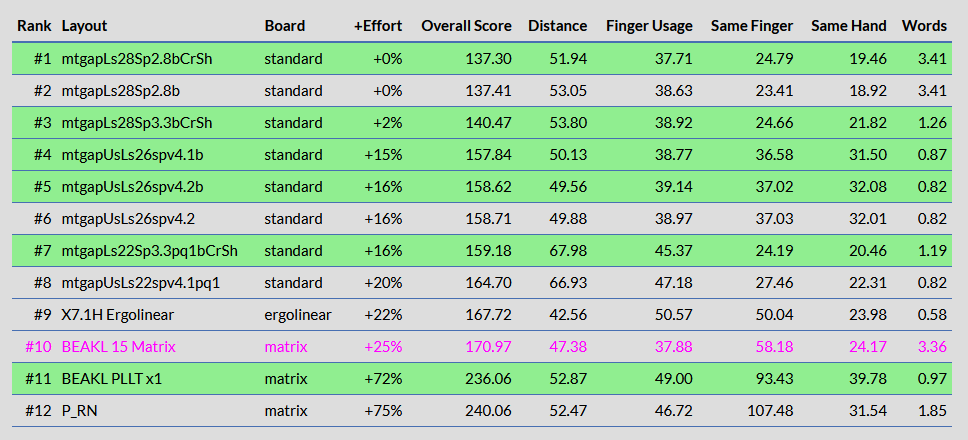 Rank Layout Board +Effort Overall Score Distance Finger Usage Same Finger Same Hand Words
#1 mtgapLs28Sp2.8bCrSh standard +0% 137.30 51.94 37.71 24.79 19.46 3.41
#2 mtgapLs28Sp2.8b standard +0% 137.41 53.05 38.63 23.41 18.92 3.41
#3 mtgapLs28Sp3.3bCrSh standard +2% 140.47 53.80 38.92 24.66 21.82 1.26
#4 mtgapUsLs26spv4.1b standard +15% 157.84 50.13 38.77 36.58 31.50 0.87
#5 mtgapUsLs26spv4.2b standard +16% 158.62 49.56 39.14 37.02 32.08 0.82
#6 mtgapUsLs26spv4.2 standard +16% 158.71 49.88 38.97 37.03 32.01 0.82
#7 mtgapLs22Sp3.3pq1bCrSh standard +16% 159.18 67.98 45.37 24.19 20.46 1.19
#8 mtgapUsLs22spv4.1pq1 standard +20% 164.70 66.93 47.18 27.46 22.31 0.82
#9 X7.1H Ergolinear ergolinear +22% 167.72 42.56 50.57 50.04 23.98 0.58
#10 BEAKL 15 Matrix matrix +25% 170.97 47.38 37.88 58.18 24.17 3.36
#11 BEAKL PLLT x1 matrix +72% 236.06 52.87 49.00 93.43 39.78 0.97
#12 P_RN matrix +75% 240.06 52.47 46.72 107.48 31.54 1.85